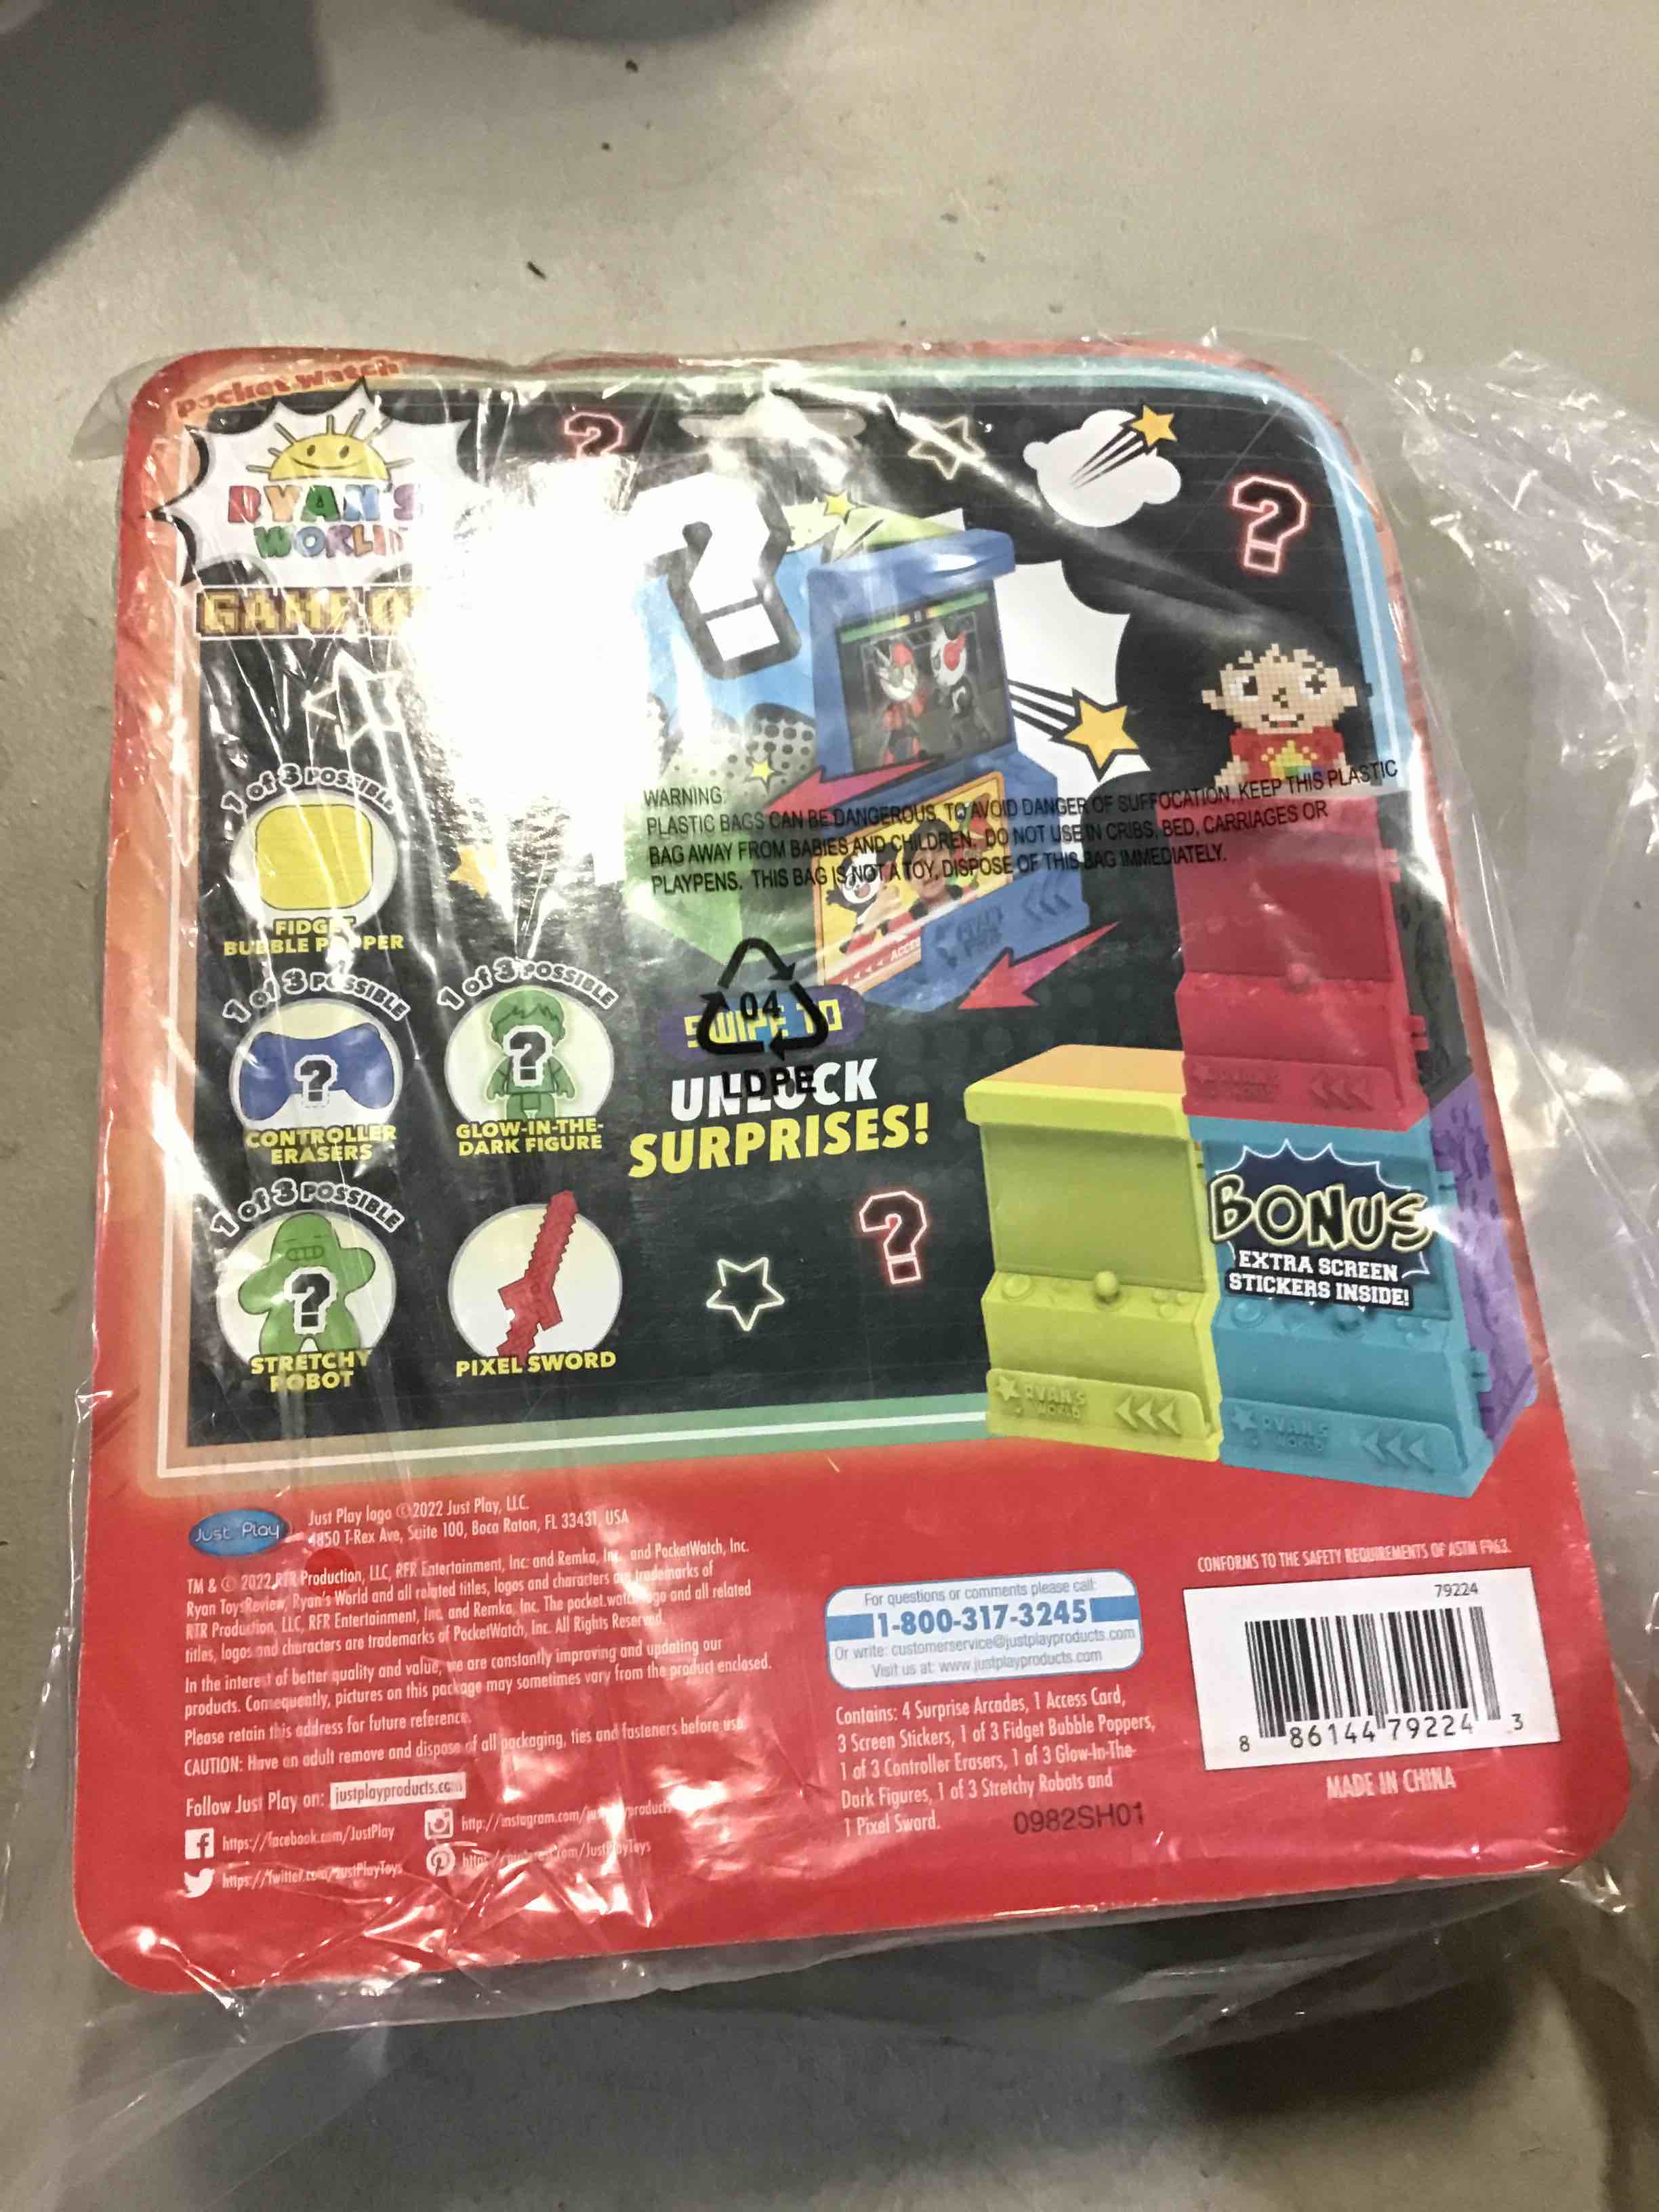 pocket.watch
RYAN'S
WORLD
GAME
1 of 3 POSSIBLE
FIDGET
BUBBLE POPPER
1 of 3 POSSIBLE
CONTROLLER
ERASERS
1 of 3 POSSIBLE
GLOW-IN-THE-
DARK FIGURE
1 of 3 POSSIBLE
STRETCHY
ROBOT
PIXEL SWORD
WARNING:
PLASTIC BAGS CAN BE DANGEROUS. TO AVOID DANGER OF SUFFOCATION, KEEP THIS PLASTIC
BAG AWAY FROM BABIES AND CHILDREN. DO NOT USE IN CRIBS, BED, CARRIAGES OR
PLAYPENS. THIS BAG IS NOT A TOY, DISPOSE OF THIS BAG IMMEDIATELY.
ACCESS
04
LDPE
SWIPE TO
UNLOCK
SURPRISES!
BONUS
EXTRA SCREEN
STICKERS INSIDE!
RYAN'S
WORLD
RYAN'S
WORLD
Just Play
Just Play logo ©2022 Just Play, LLC.
4850 T-Rex Ave, Suite 100, Boca Raton, FL 33431, USA
TM & © 2022 RTR Production, LLC, RFR Entertainment, Inc. and Remka, Inc. and PocketWatch, Inc.
Ryan ToysReview, Ryan's World and all related titles, logos and characters are trademarks of
RTR Production, LLC, RFR Entertainment, Inc. and Remka, Inc. The pocket.watch logo and all related
titles, logos and characters are trademarks of PocketWatch, Inc. All Rights Reserved.
In the interest of better quality and value, we are constantly improving and updating our
products. Consequently, pictures on this package may sometimes vary from the product enclosed.
Please retain this address for future reference.
CAUTION: Have an adult remove and dispose of all packaging, ties and fasteners before use
Follow Just Play on: justplayproducts.com
https://facebook.com/JustPlay
http://instagram.com/justplayproducts
https://Twitter.com/JustPlayToys
https://pinterest.com/JustPlayToys
For questions or comments please call:
1-800-317-3245
Or write: customerservice@justplayproducts.com
Visit us at: www.justplayproducts.com
Contains: 4 Surprise Arcades, 1 Access Card,
3 Screen Stickers, 1 of 3 Fidget Bubble Poppers,
1 of 3 Controller Erasers, 1 of 3 Glow-In-The-
Dark Figures, 1 of 3 Stretchy Robots and
1 Pixel Sword.
0982SH01
CONFORMS TO THE SAFETY REQUIREMENTS OF ASTM F963.
79224
8 86144 79224 3
MADE IN CHINA